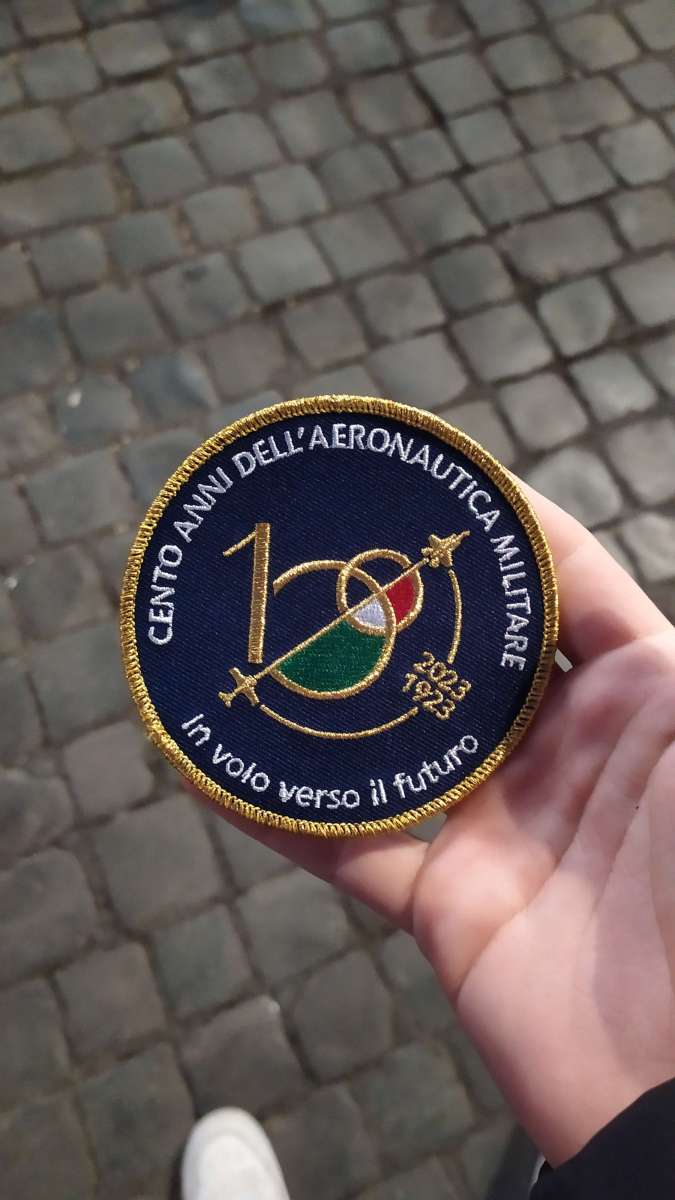 CENTO ANNI DELL'AERONAUTICA MILITARE
100
2023
1923
In volo verso il futuro